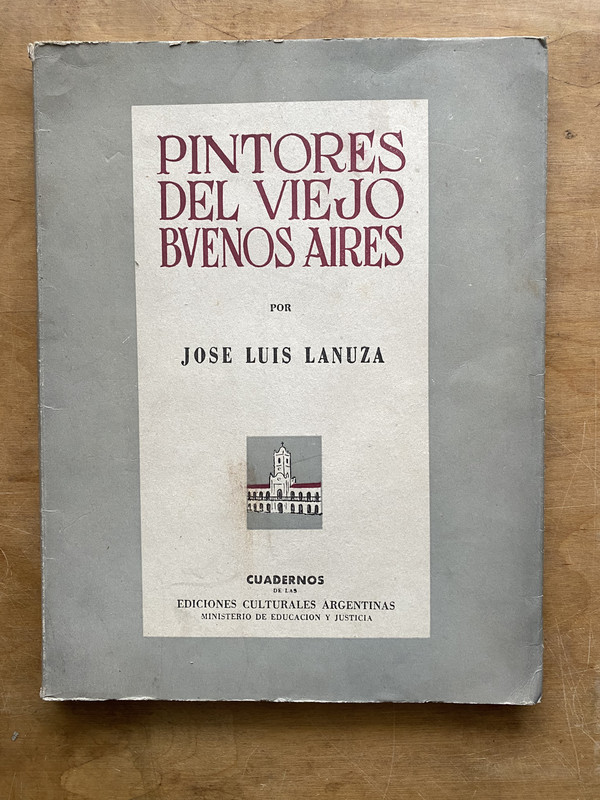 PINTORES
DEL VIEJO
BVENOS AIRES
POR
JOSE LUIS LANUZA
CUADERNOS
DE LAS
EDICIONES CULTURALES ARGENTINAS
MINISTERIO DE EDUCACION Y JUSTICIA